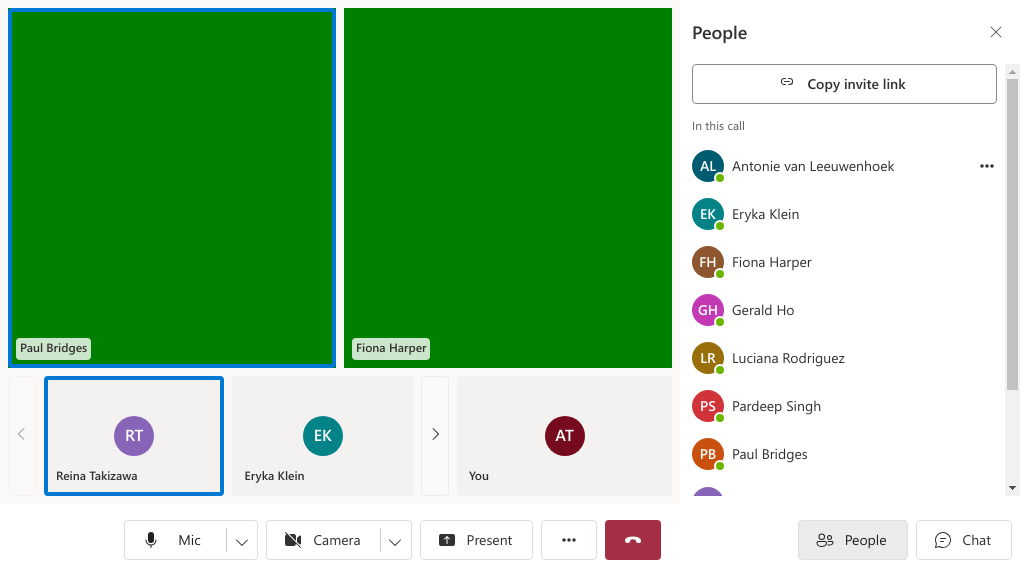 Paul Bridges
Fiona Harper
RT
Reina Takizawa
EK
Eryka Klein
AT
You
Mic
Camera
Present
People
Chat
People
Copy invite link
In this call
AL Antonie van Leeuwenhoek
EK Eryka Klein
FH Fiona Harper
GH Gerald Ho
LR Luciana Rodriguez
PS Pardeep Singh
PB Paul Bridges